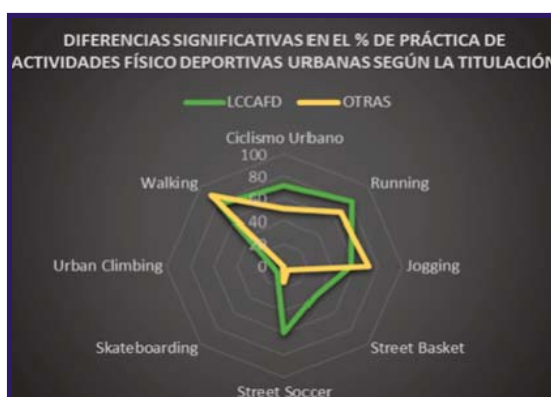 DIFERENCIAS SIGNIFICATIVAS EN EL % DE PRÁCTICA DE
ACTIVIDADES FÍSICO DEPORTIVAS URBANAS SEGÚN LA TITULACIÓN
LCCAFD OTRAS
Ciclismo Urbano
100
80
60
40
20
0
Walking Running
Urban Climbing Jogging
Skateboarding Street Basket
Street Soccer